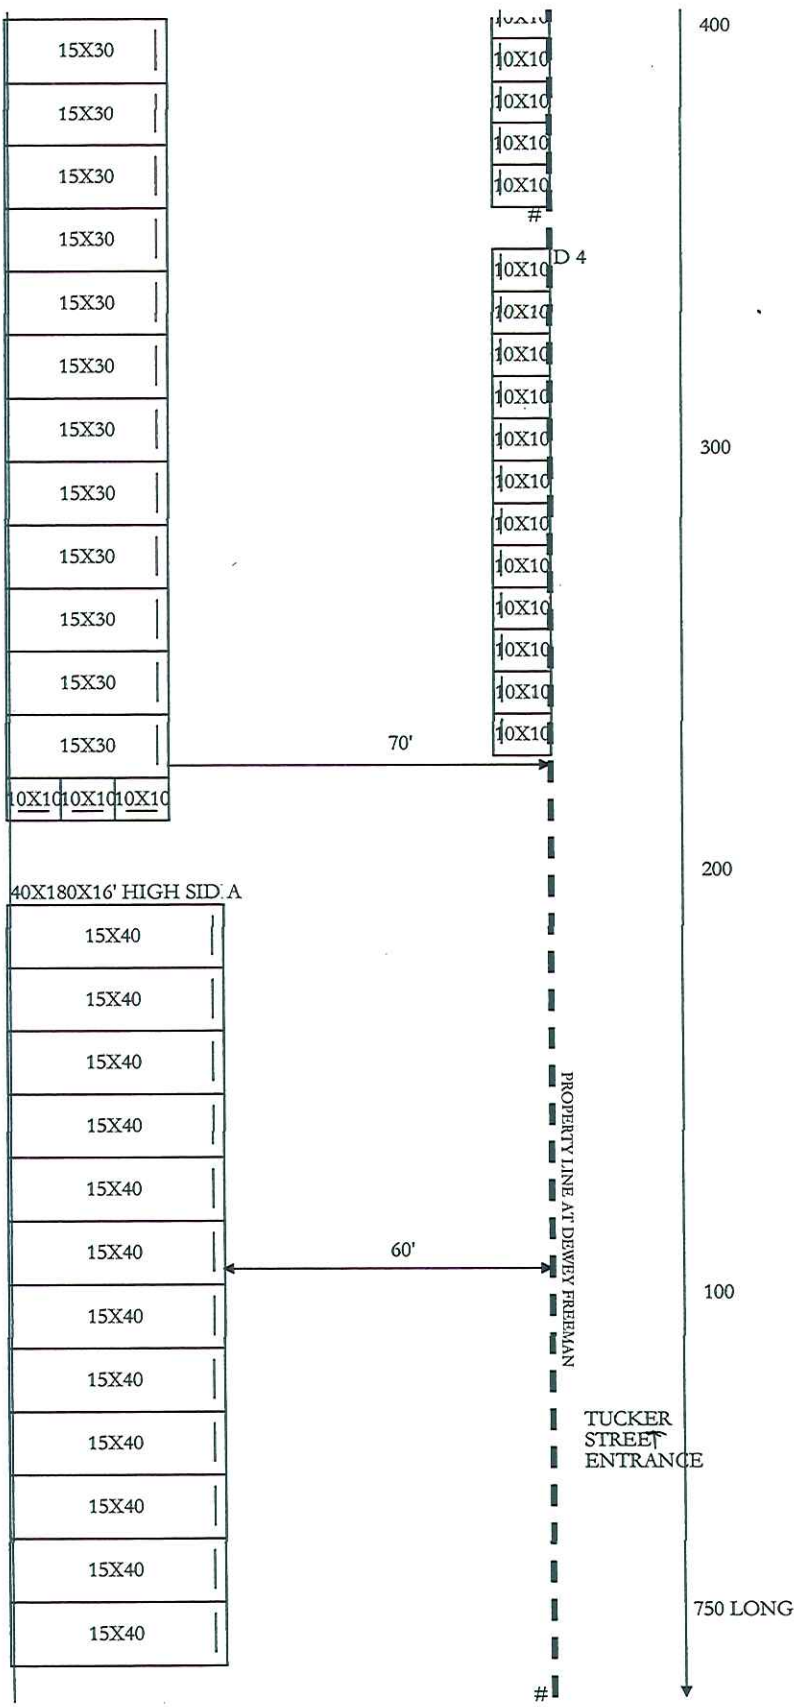 15X30
15X30
15X30
15X30
15X30
15X30
15X30
15X30
15X30
15X30
15X30
15X30
10X10 10X10 10X10
40X180X16' HIGH SID. A
15X40
15X40
15X40
15X40
15X40
15X40
15X40
15X40
15X40
15X40
15X40
15X40
70'
60'
10X10
10X10
10X10
10X10
10X10
#
D 4
10X10
10X10
10X10
10X10
10X10
10X10
10X10
10X10
10X10
10X10
10X10
10X10
PROPERTY LINE AT DEWEY FREEMAN
#
TUCKER
STREET
ENTRANCE
400
300
200
100
750 LONG